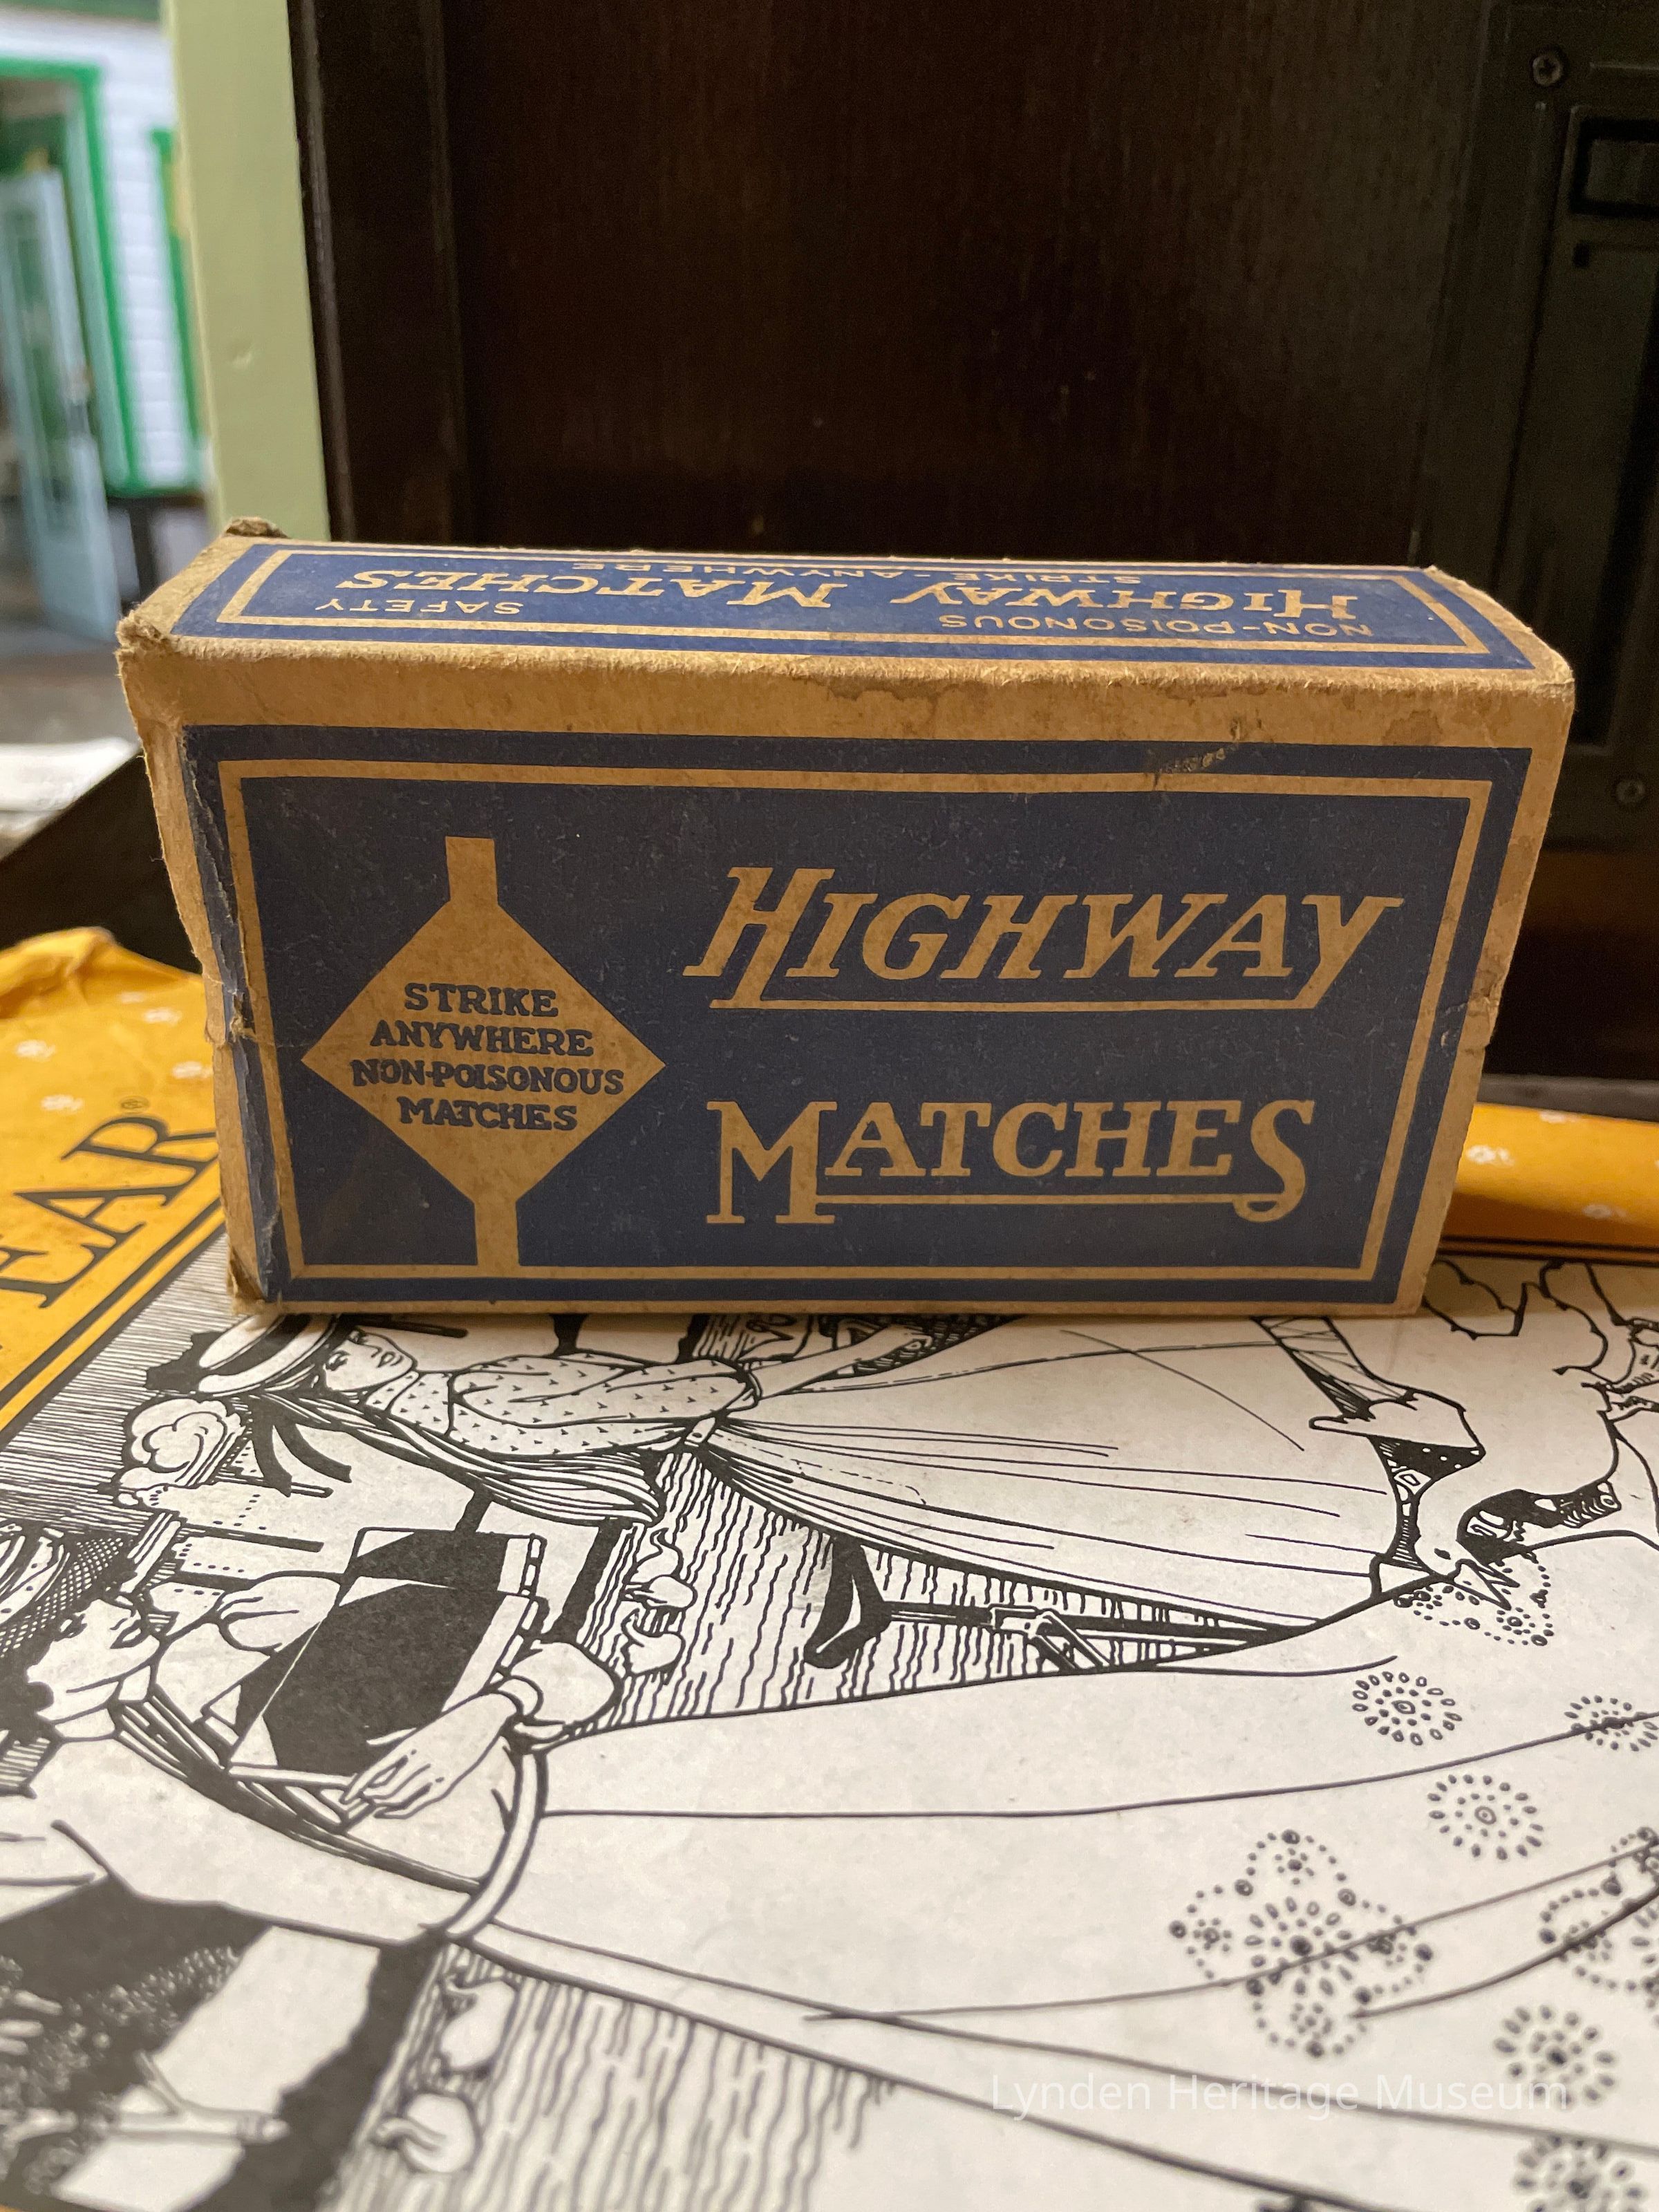 NON-POISONOUS SAFETY
HIGHWAY MATCHES
STRIKE-ANYWHERE
STRIKE
ANYWHERE
NON-POISONOUS
MATCHES
HIGHWAY
MATCHES
EAR®
Lynden Heritage Museum